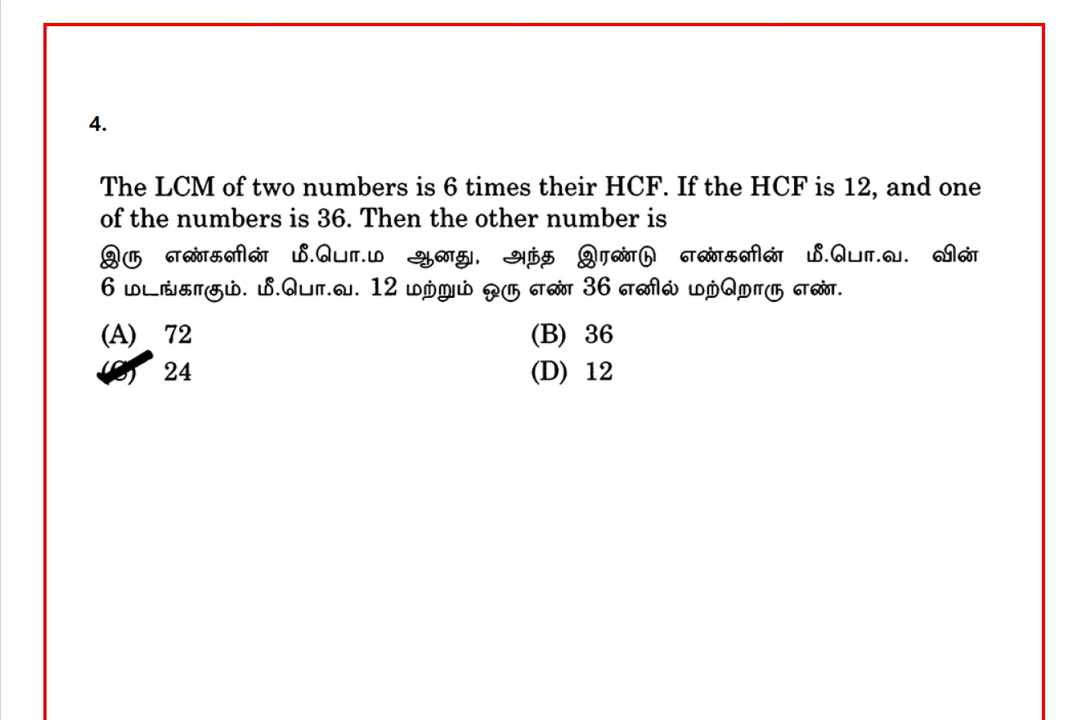 4.
The LCM of two numbers is 6 times their HCF. If the HCF is 12, and one
of the numbers is 36. Then the other number is
இரு எண்களின் மீ.பொ.ம ஆனது, அந்த இரண்டு எண்களின் மீ.பொ.வ. வின்
6 மடங்காகும். மீ.பொ.வ. 12 மற்றும் ஒரு எண் 36 எனில் மற்றொரு எண்.
(A) 72 (B) 36
(C) 24 (D) 12